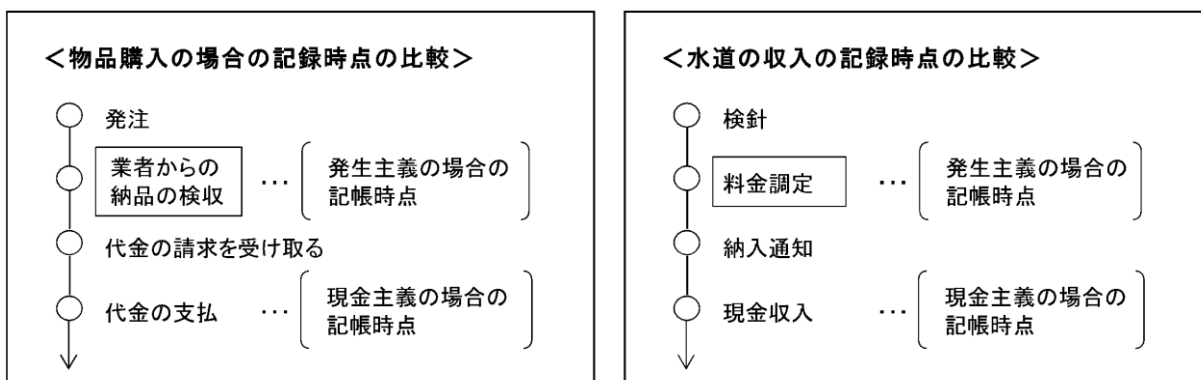 ＜物品購入の場合の記録時点の比較＞
発注
業者からの
納品の検収
…
発生主義の場合の
記帳時点
代金の請求を受け取る
代金の支払
…
現金主義の場合の
記帳時点
＜水道の収入の記録時点の比較＞
検針
料金調定
…
発生主義の場合の
記帳時点
納入通知
現金収入
…
現金主義の場合の
記帳時点